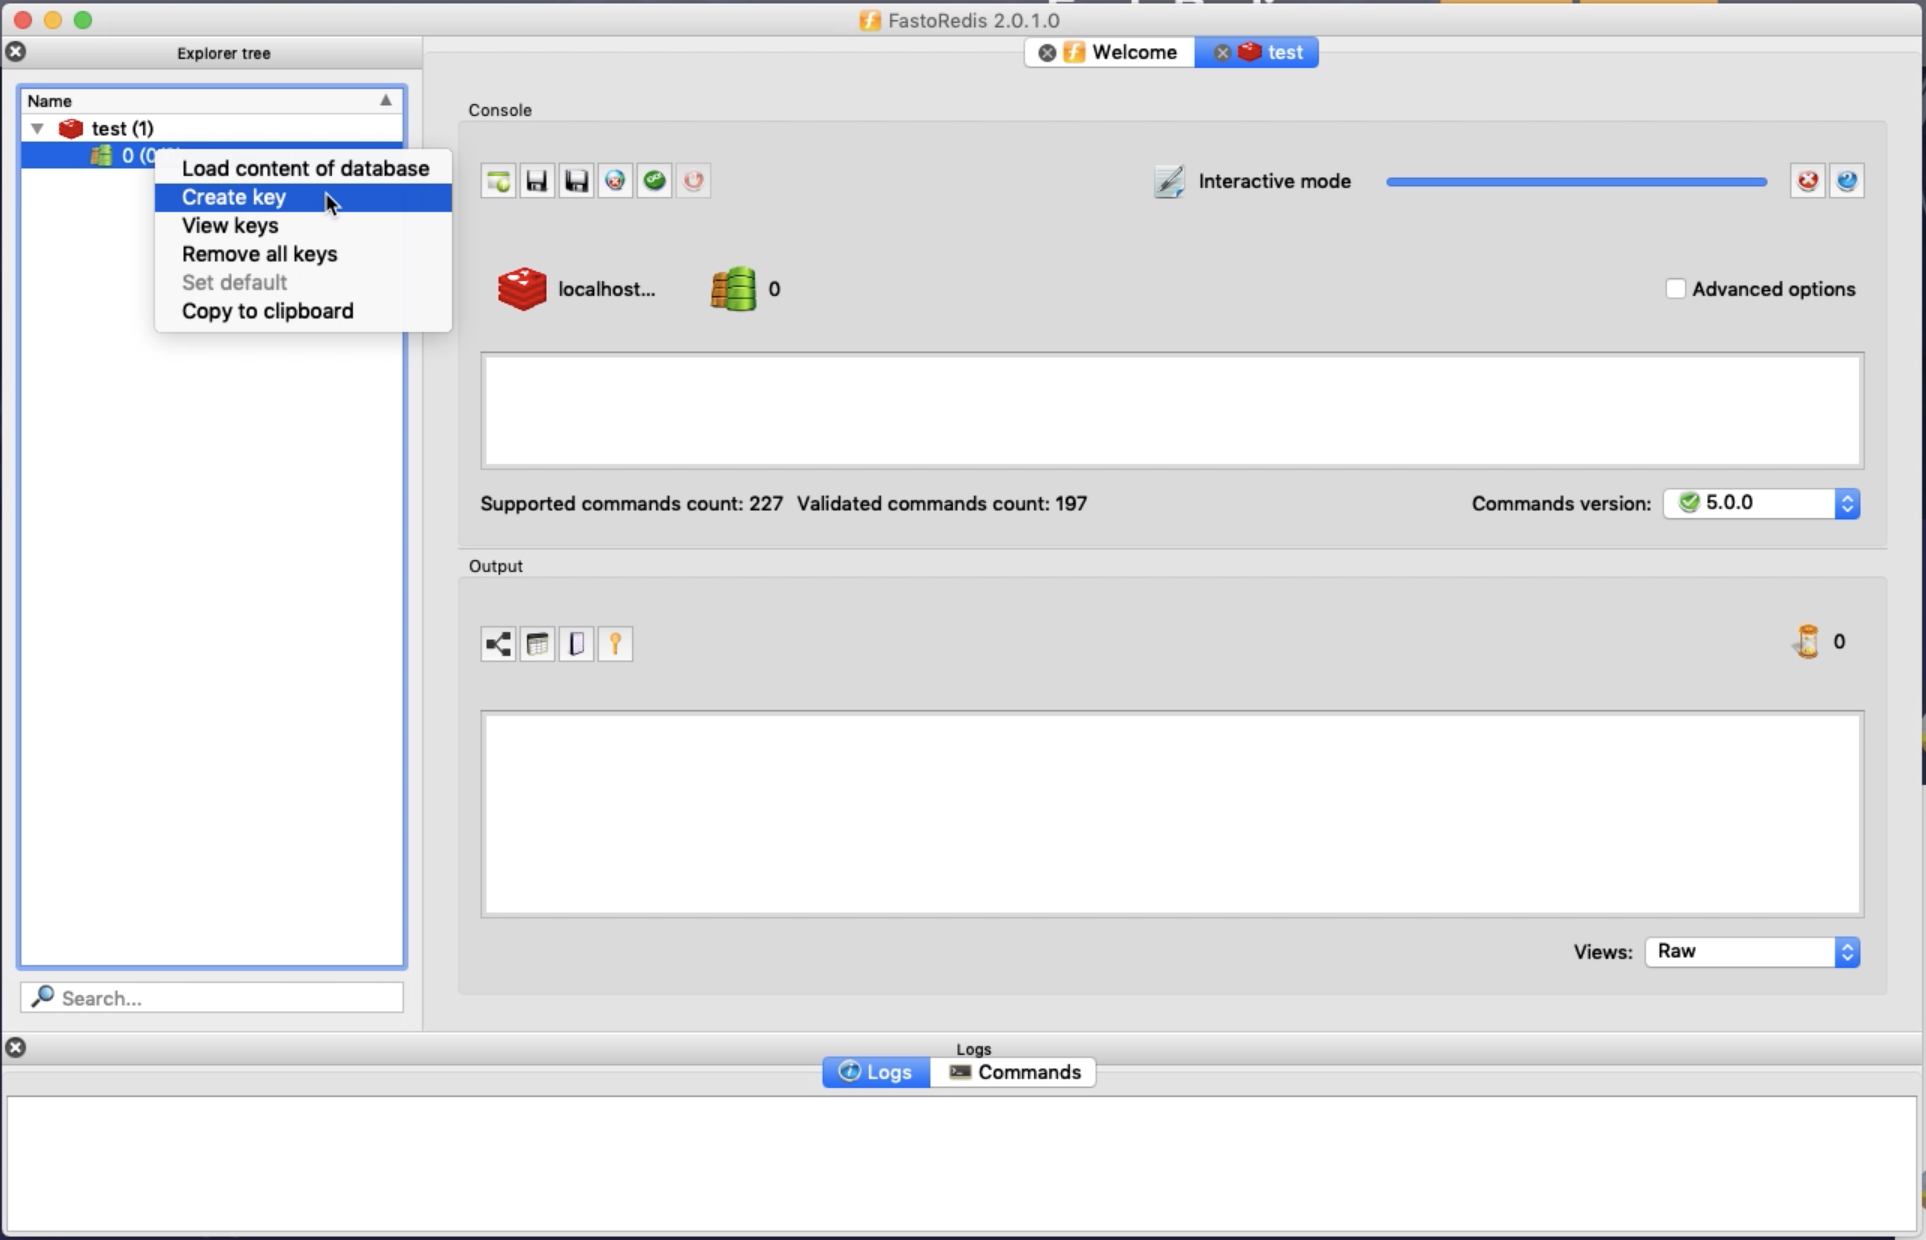 FastoRedis 2.0.1.0
Explorer tree
Welcome
test
Name
test (1)
0 (0
Load content of database
Create key
View keys
Remove all keys
Set default
Copy to clipboard
Console
Interactive mode
localhost...
0
Advanced options
Supported commands count: 227 Validated commands count: 197
Commands version:
5.0.0
Output
0
Views:
Raw
Search...
Logs
Logs
Commands